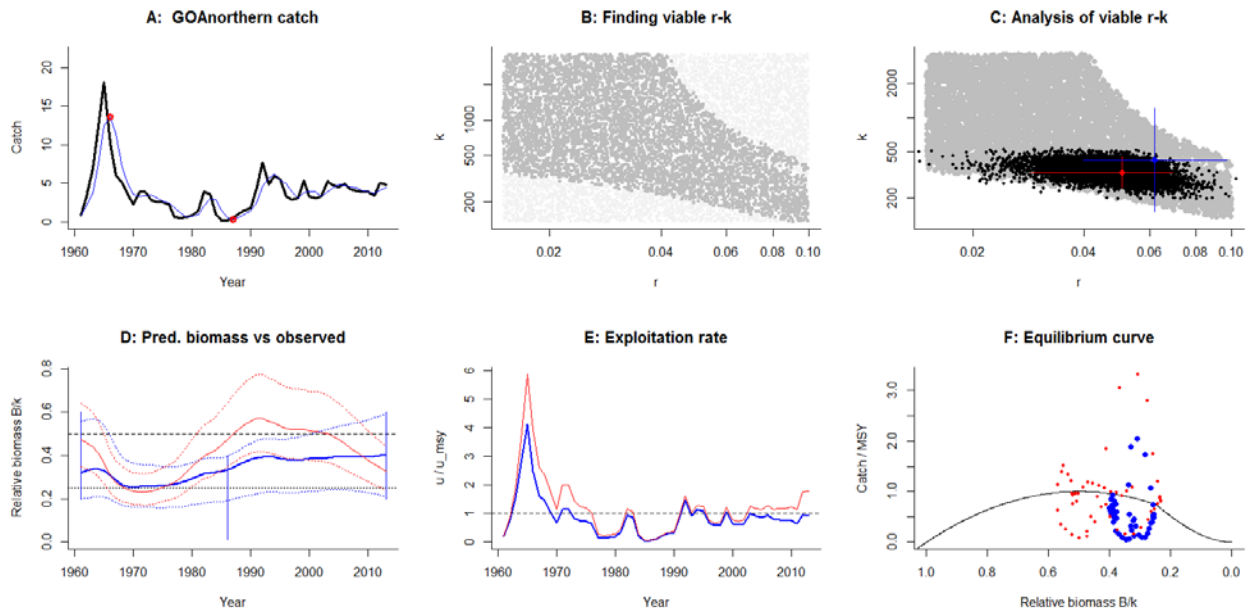 A: GOAnorthern catch
Catch
20
15
10
5
0
1960 1970 1980 1990 2000 2010
Year
B: Finding viable r-k
k
1000
500
200
0.02 0.04 0.06 0.08 0.10
r
C: Analysis of viable r-k
k
2000
500
200
0.02 0.04 0.06 0.10
r
D: Pred. biomass vs observed
Relative biomass B/k
0.8
0.6
0.4
0.2
0.0
1960 1970 1980 1990 2000 2010
Year
E: Exploitation rate
u / u_msy
6
5
4
3
2
1
0
1960 1970 1980 1990 2000 2010
Year
F: Equilibrium curve
Catch / MSY
3.0
2.0
1.0
0.0
1.0 0.8 0.6 0.4 0.2 0.0
Relative biomass B/k